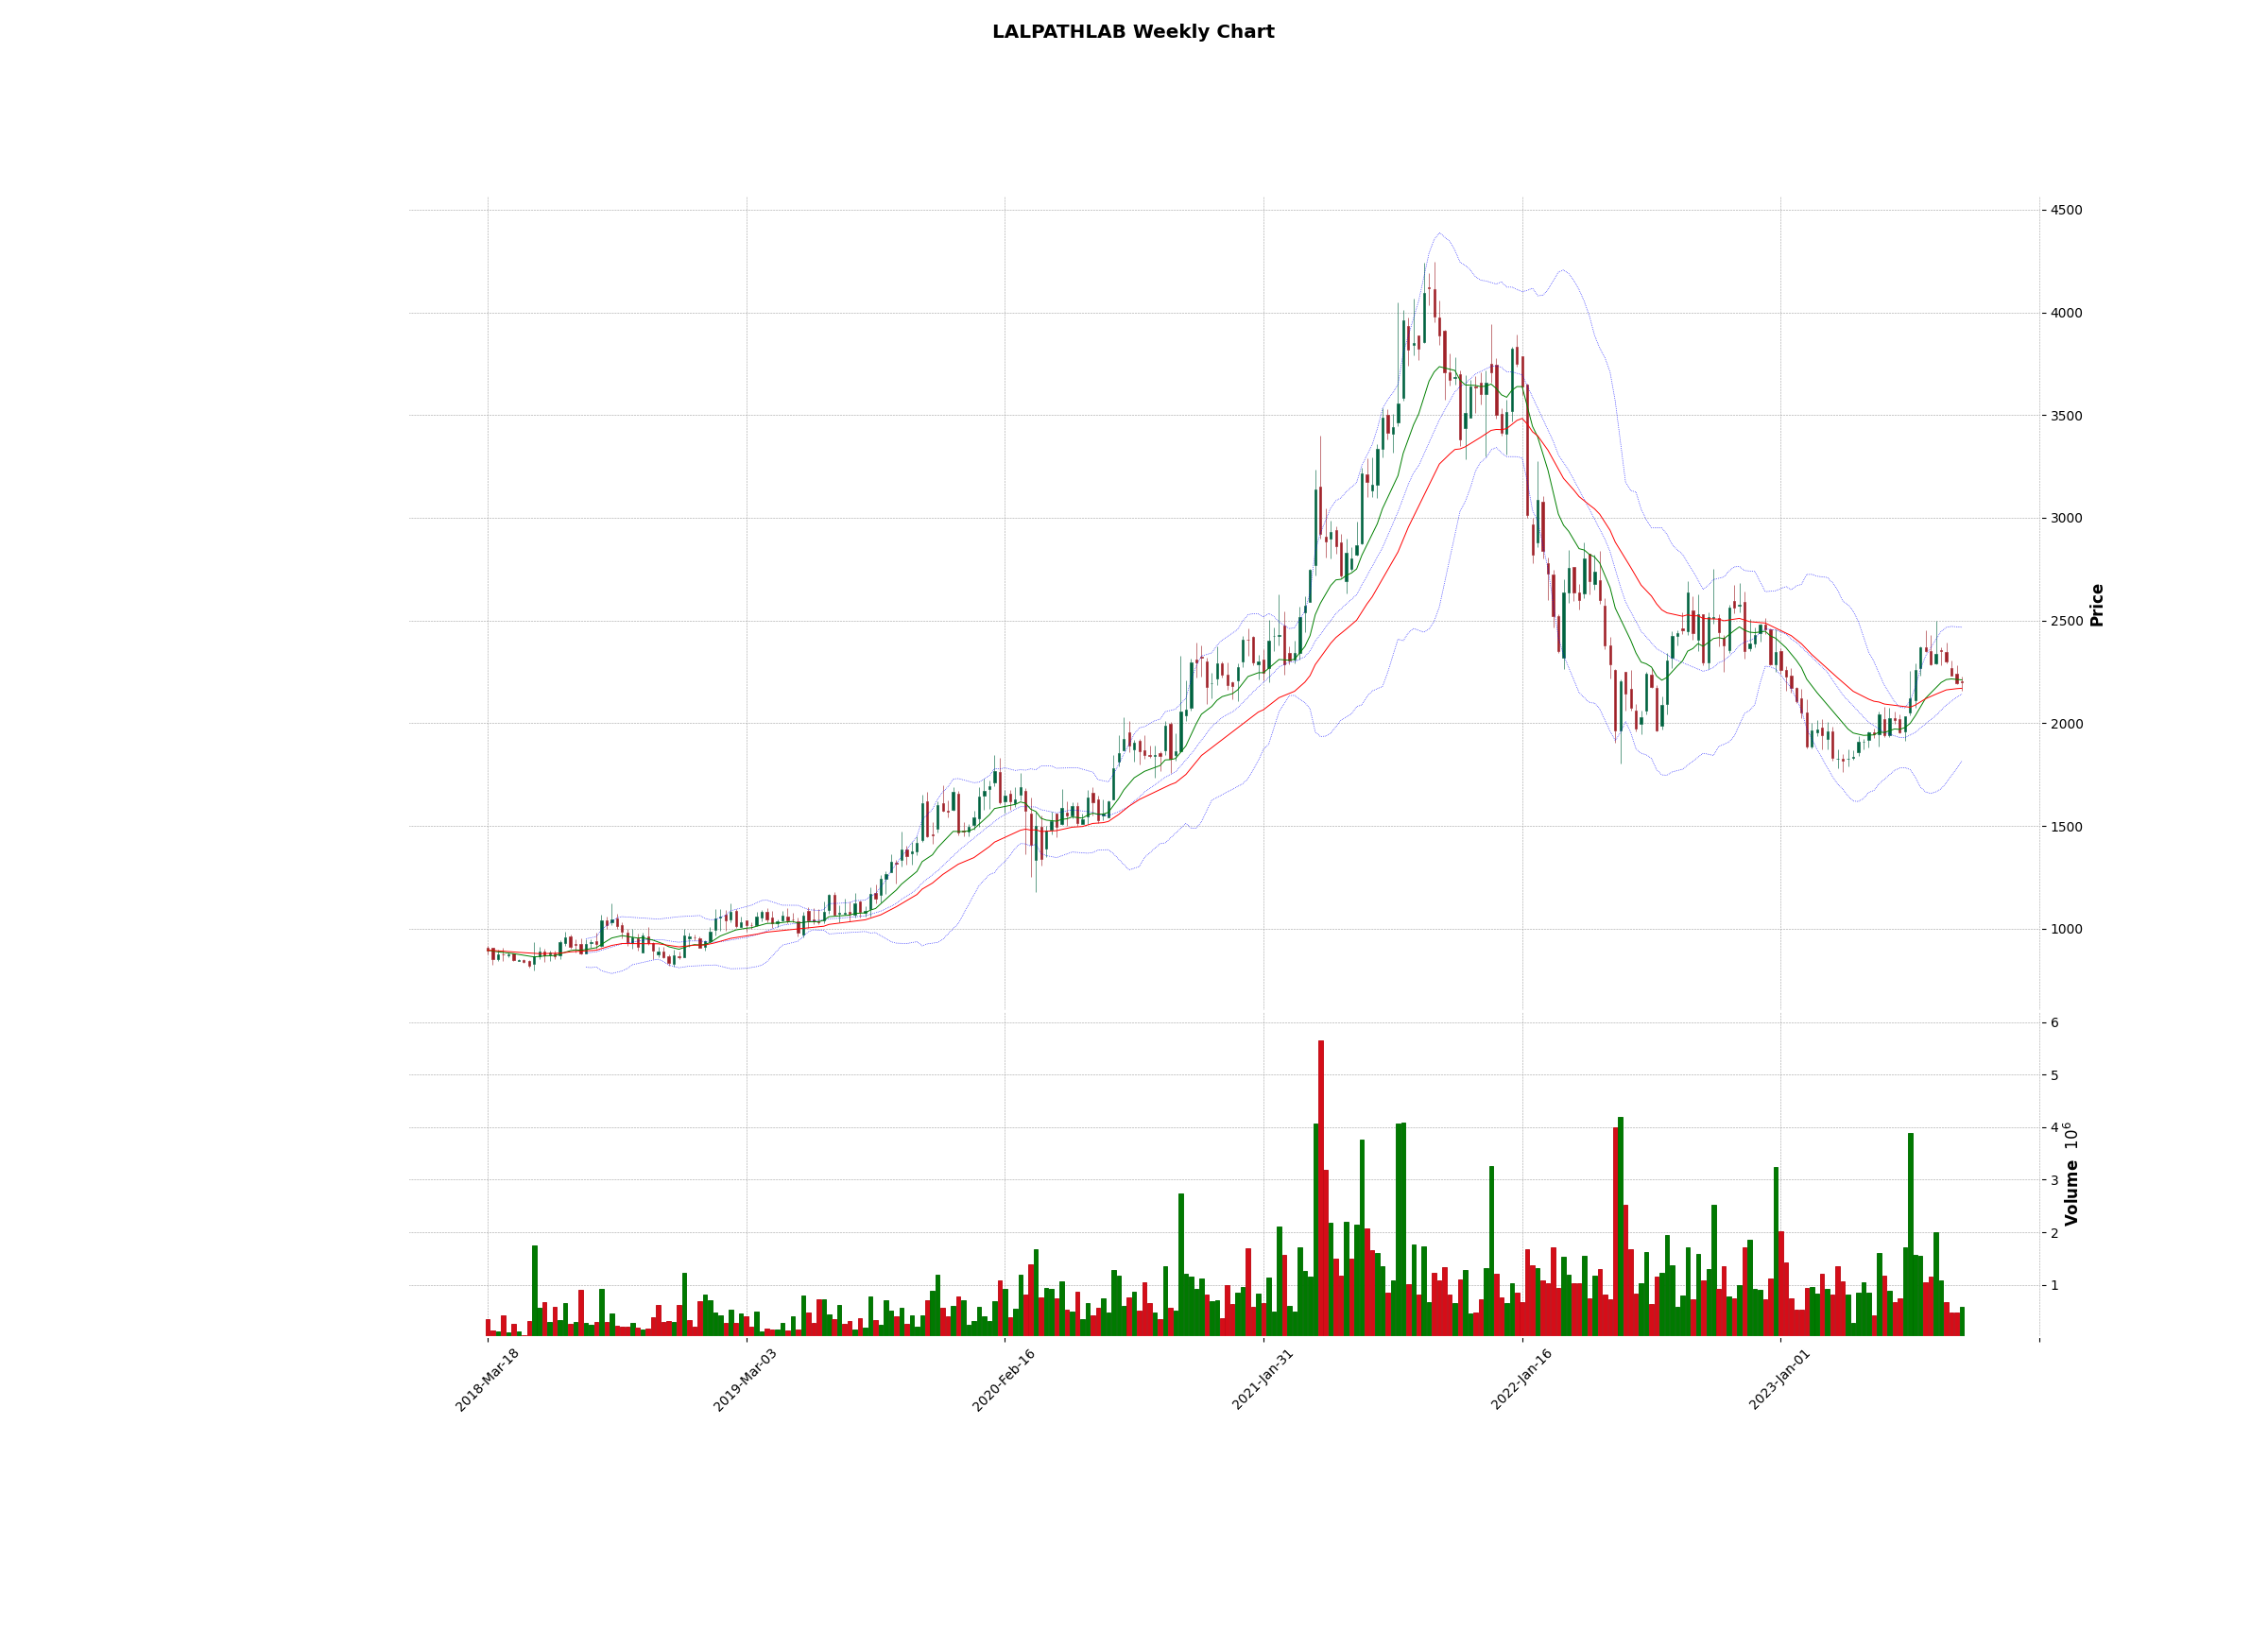 LALPATHLAB Weekly Chart
4500
4000
3500
3000
2500
2000
1500
1000
Price
6
5
4
3
2
1
Volume 10^6
2018-Mar-18
2019-Mar-03
2020-Feb-16
2021-Jan-31
2022-Jan-16
2023-Jan-01